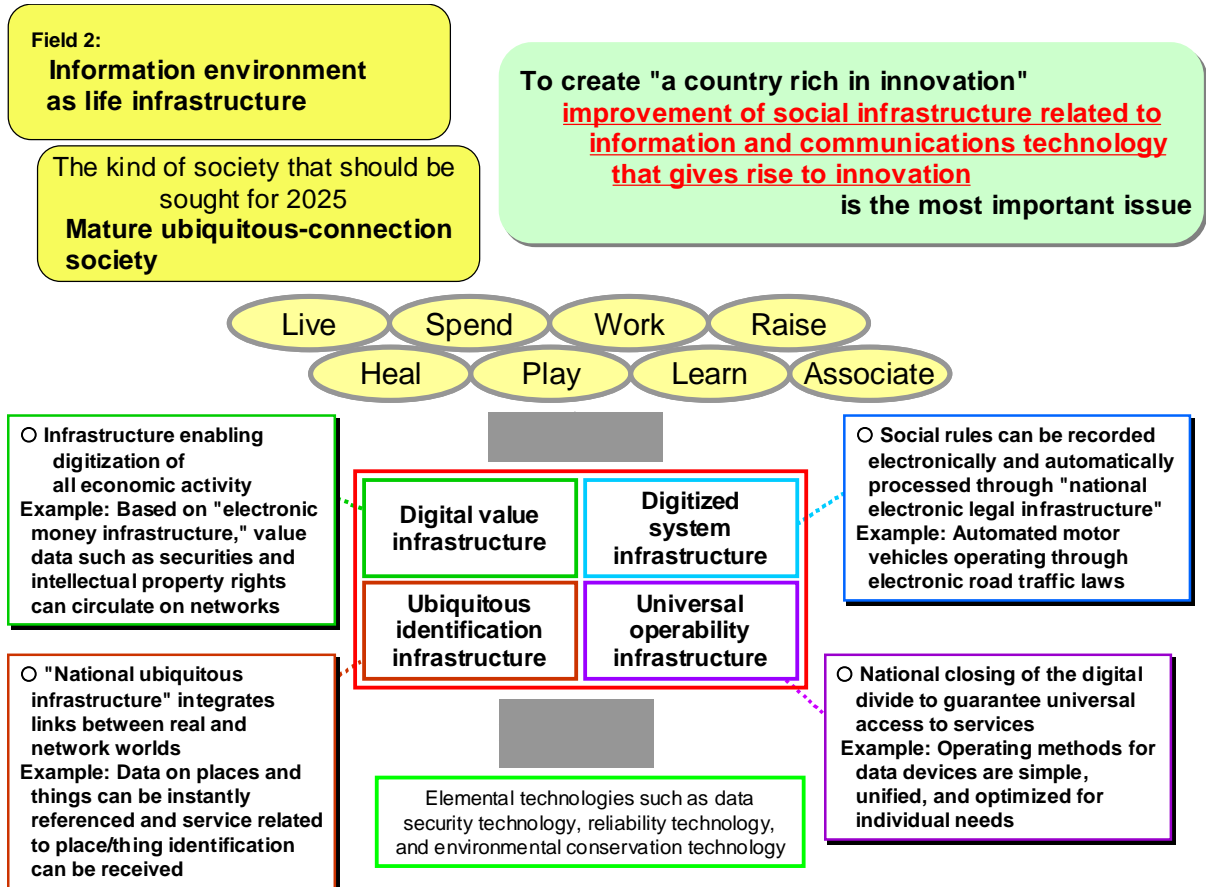 Field 2:
Information environment
as life infrastructure
The kind of society that should be
sought for 2025
Mature ubiquitous-connection
society
To create "a country rich in innovation"
improvement of social infrastructure related to
information and communications technology
that gives rise to innovation
is the most important issue
Live
Spend
Work
Raise
Heal
Play
Learn
Associate
○ Infrastructure enabling
digitization of
all economic activity
Example: Based on "electronic
money infrastructure," value
data such as securities and
intellectual property rights
can circulate on networks
Digital value
infrastructure
Digitized
system
infrastructure
○ Social rules can be recorded
electronically and automatically
processed through "national
electronic legal infrastructure"
Example: Automated motor
vehicles operating through
electronic road traffic laws
Ubiquitous
identification
infrastructure
Universal
operability
infrastructure
○ "National ubiquitous
infrastructure" integrates
links between real and
network worlds
Example: Data on places and
things can be instantly
referenced and service related
to place/thing identification
can be received
○ National closing of the digital
divide to guarantee universal
access to services
Example: Operating methods for
data devices are simple,
unified, and optimized for
individual needs
Elemental technologies such as data
security technology, reliability technology,
and environmental conservation technology